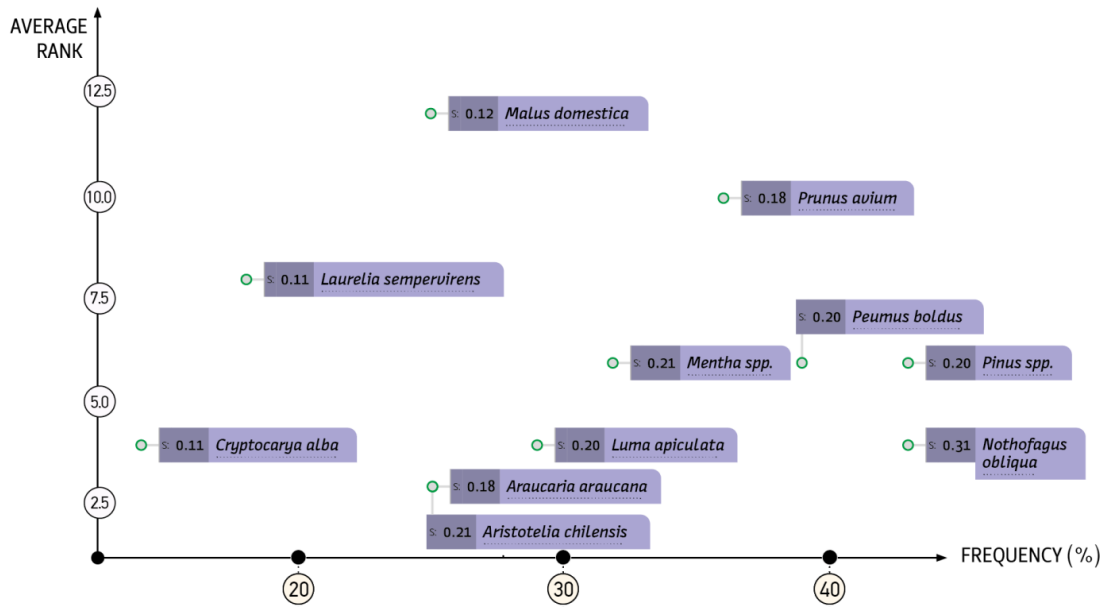 AVERAGE
RANK
12.5
S: 0.12 Malus domestica
10.0
S: 0.18 Prunus avium
S: 0.11 Laurelia sempervirens
7.5
S: 0.20 Peumus boldus
S: 0.21 Mentha spp.
S: 0.20 Pinus spp.
5.0
S: 0.11 Cryptocarya alba
S: 0.20 Luma apiculata
S: 0.31 Nothofagus
obliqua
S: 0.18 Araucaria araucana
2.5
S: 0.21 Aristotelia chilensis
FREQUENCY (%)
20
30
40